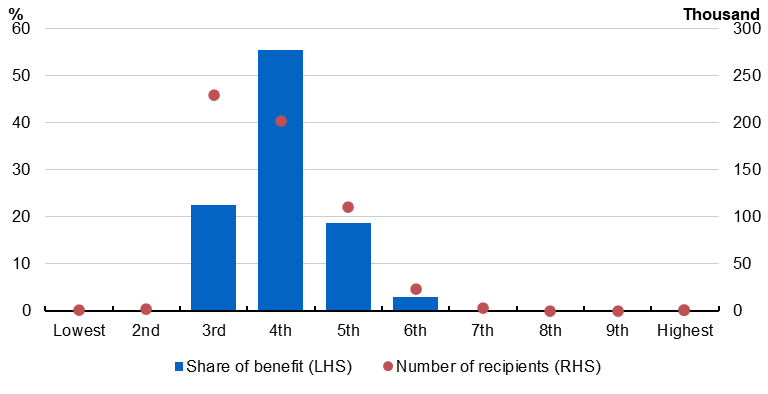 % Thousand
60 300
50 250
40 200
30 150
20 100
10 50
0 0
Lowest 2nd 3rd 4th 5th 6th 7th 8th 9th Highest
Share of benefit (LHS) Number of recipients (RHS)